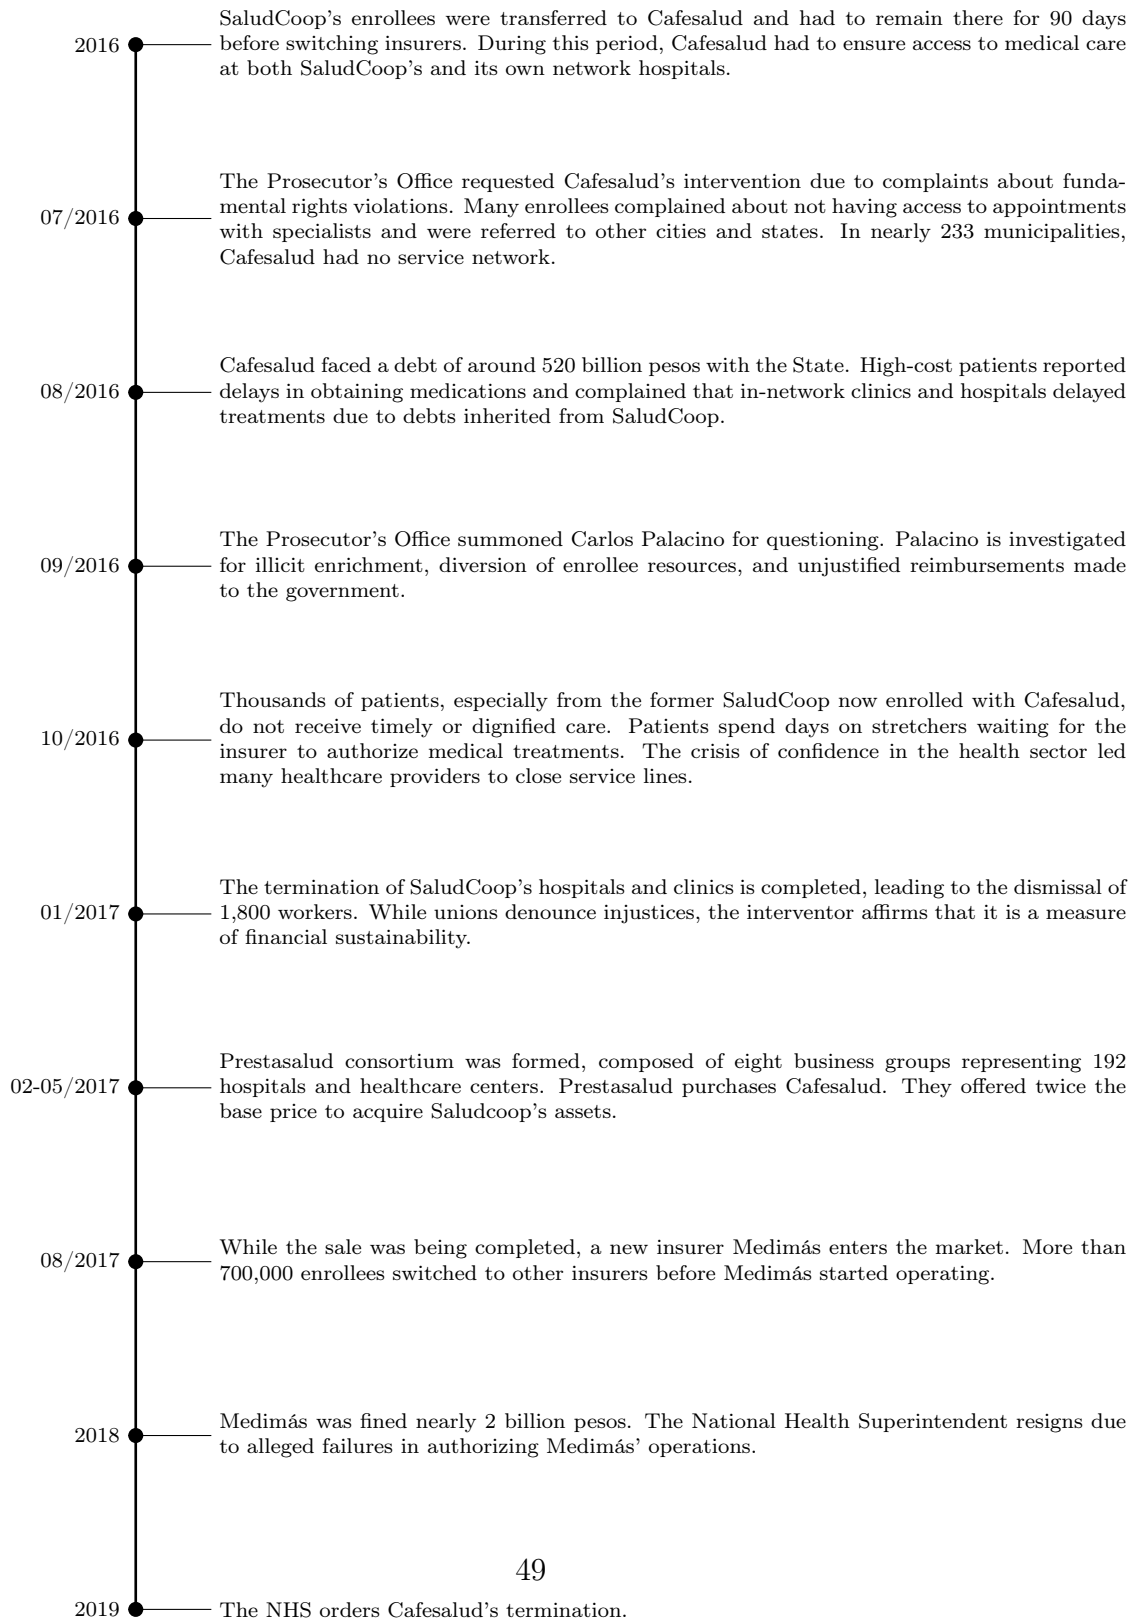 SaludCoop's enrollees were transferred to Cafesalud and had to remain there for 90 days
2016 before switching insurers. During this period, Cafesalud had to ensure access to medical care
at both SaludCoop's and its own network hospitals.
The Prosecutor's Office requested Cafesalud's intervention due to complaints about funda-
07/2016 mental rights violations. Many enrollees complained about not having access to appointments
with specialists and were referred to other cities and states. In nearly 233 municipalities,
Cafesalud had no service network.
Cafesalud faced a debt of around 520 billion pesos with the State. High-cost patients reported
08/2016 delays in obtaining medications and complained that in-network clinics and hospitals delayed
treatments due to debts inherited from SaludCoop.
The Prosecutor's Office summoned Carlos Palacino for questioning. Palacino is investigated
09/2016 for illicit enrichment, diversion of enrollee resources, and unjustified reimbursements made
to the government.
Thousands of patients, especially from the former SaludCoop now enrolled with Cafesalud,
10/2016 do not receive timely or dignified care. Patients spend days on stretchers waiting for the
insurer to authorize medical treatments. The crisis of confidence in the health sector led
many healthcare providers to close service lines.
The termination of SaludCoop's hospitals and clinics is completed, leading to the dismissal of
01/2017 1,800 workers. While unions denounce injustices, the interventor affirms that it is a measure
of financial sustainability.
Prestasalud consortium was formed, composed of eight business groups representing 192
02-05/2017 hospitals and healthcare centers. Prestasalud purchases Cafesalud. They offered twice the
base price to acquire Saludcoop's assets.
08/2017 While the sale was being completed, a new insurer Medimás enters the market. More than
700,000 enrollees switched to other insurers before Medimás started operating.
2018 Medimás was fined nearly 2 billion pesos. The National Health Superintendent resigns due
to alleged failures in authorizing Medimás' operations.
49
2019 The NHS orders Cafesalud's termination.